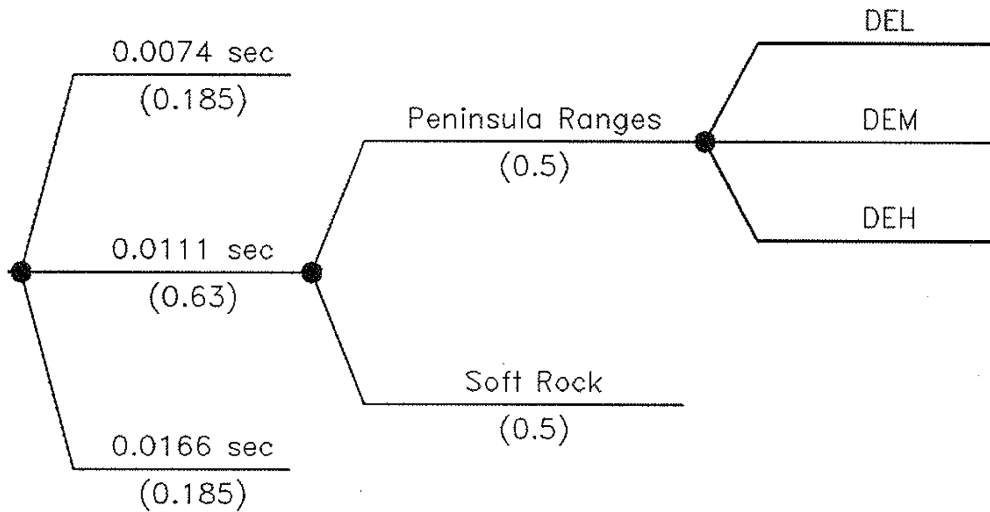 0.0074 sec
(0.185)
0.0111 sec
(0.63)
0.0166 sec
(0.185)
Peninsula Ranges
(0.5)
Soft Rock
(0.5)
DEL
DEM
DEH